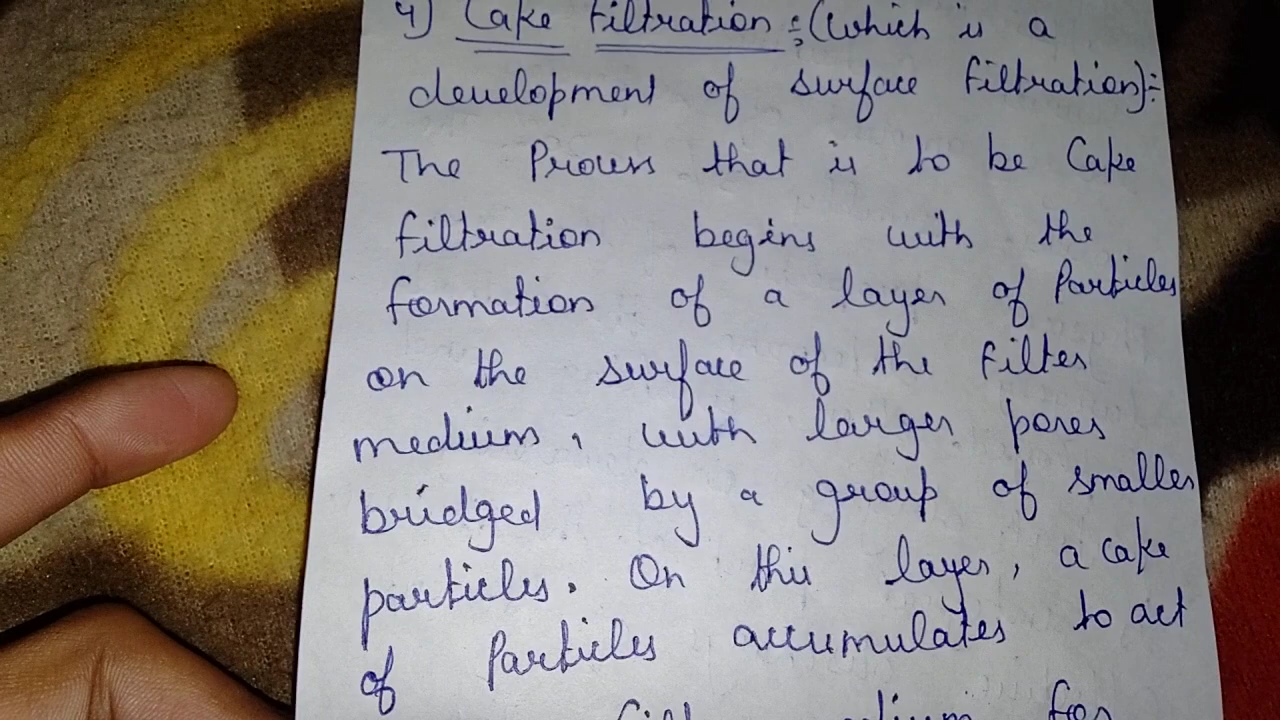 4) Cake filtration :- (which is a
development of surface filtration):-
The Process that is to be Cake
filtration begins with the
formation of a layer of Particles
on the surface of the filter
medium, with larger pores
bridged by a group of smaller
particles. On this layer, a cake
of Particles accumulates to act
for